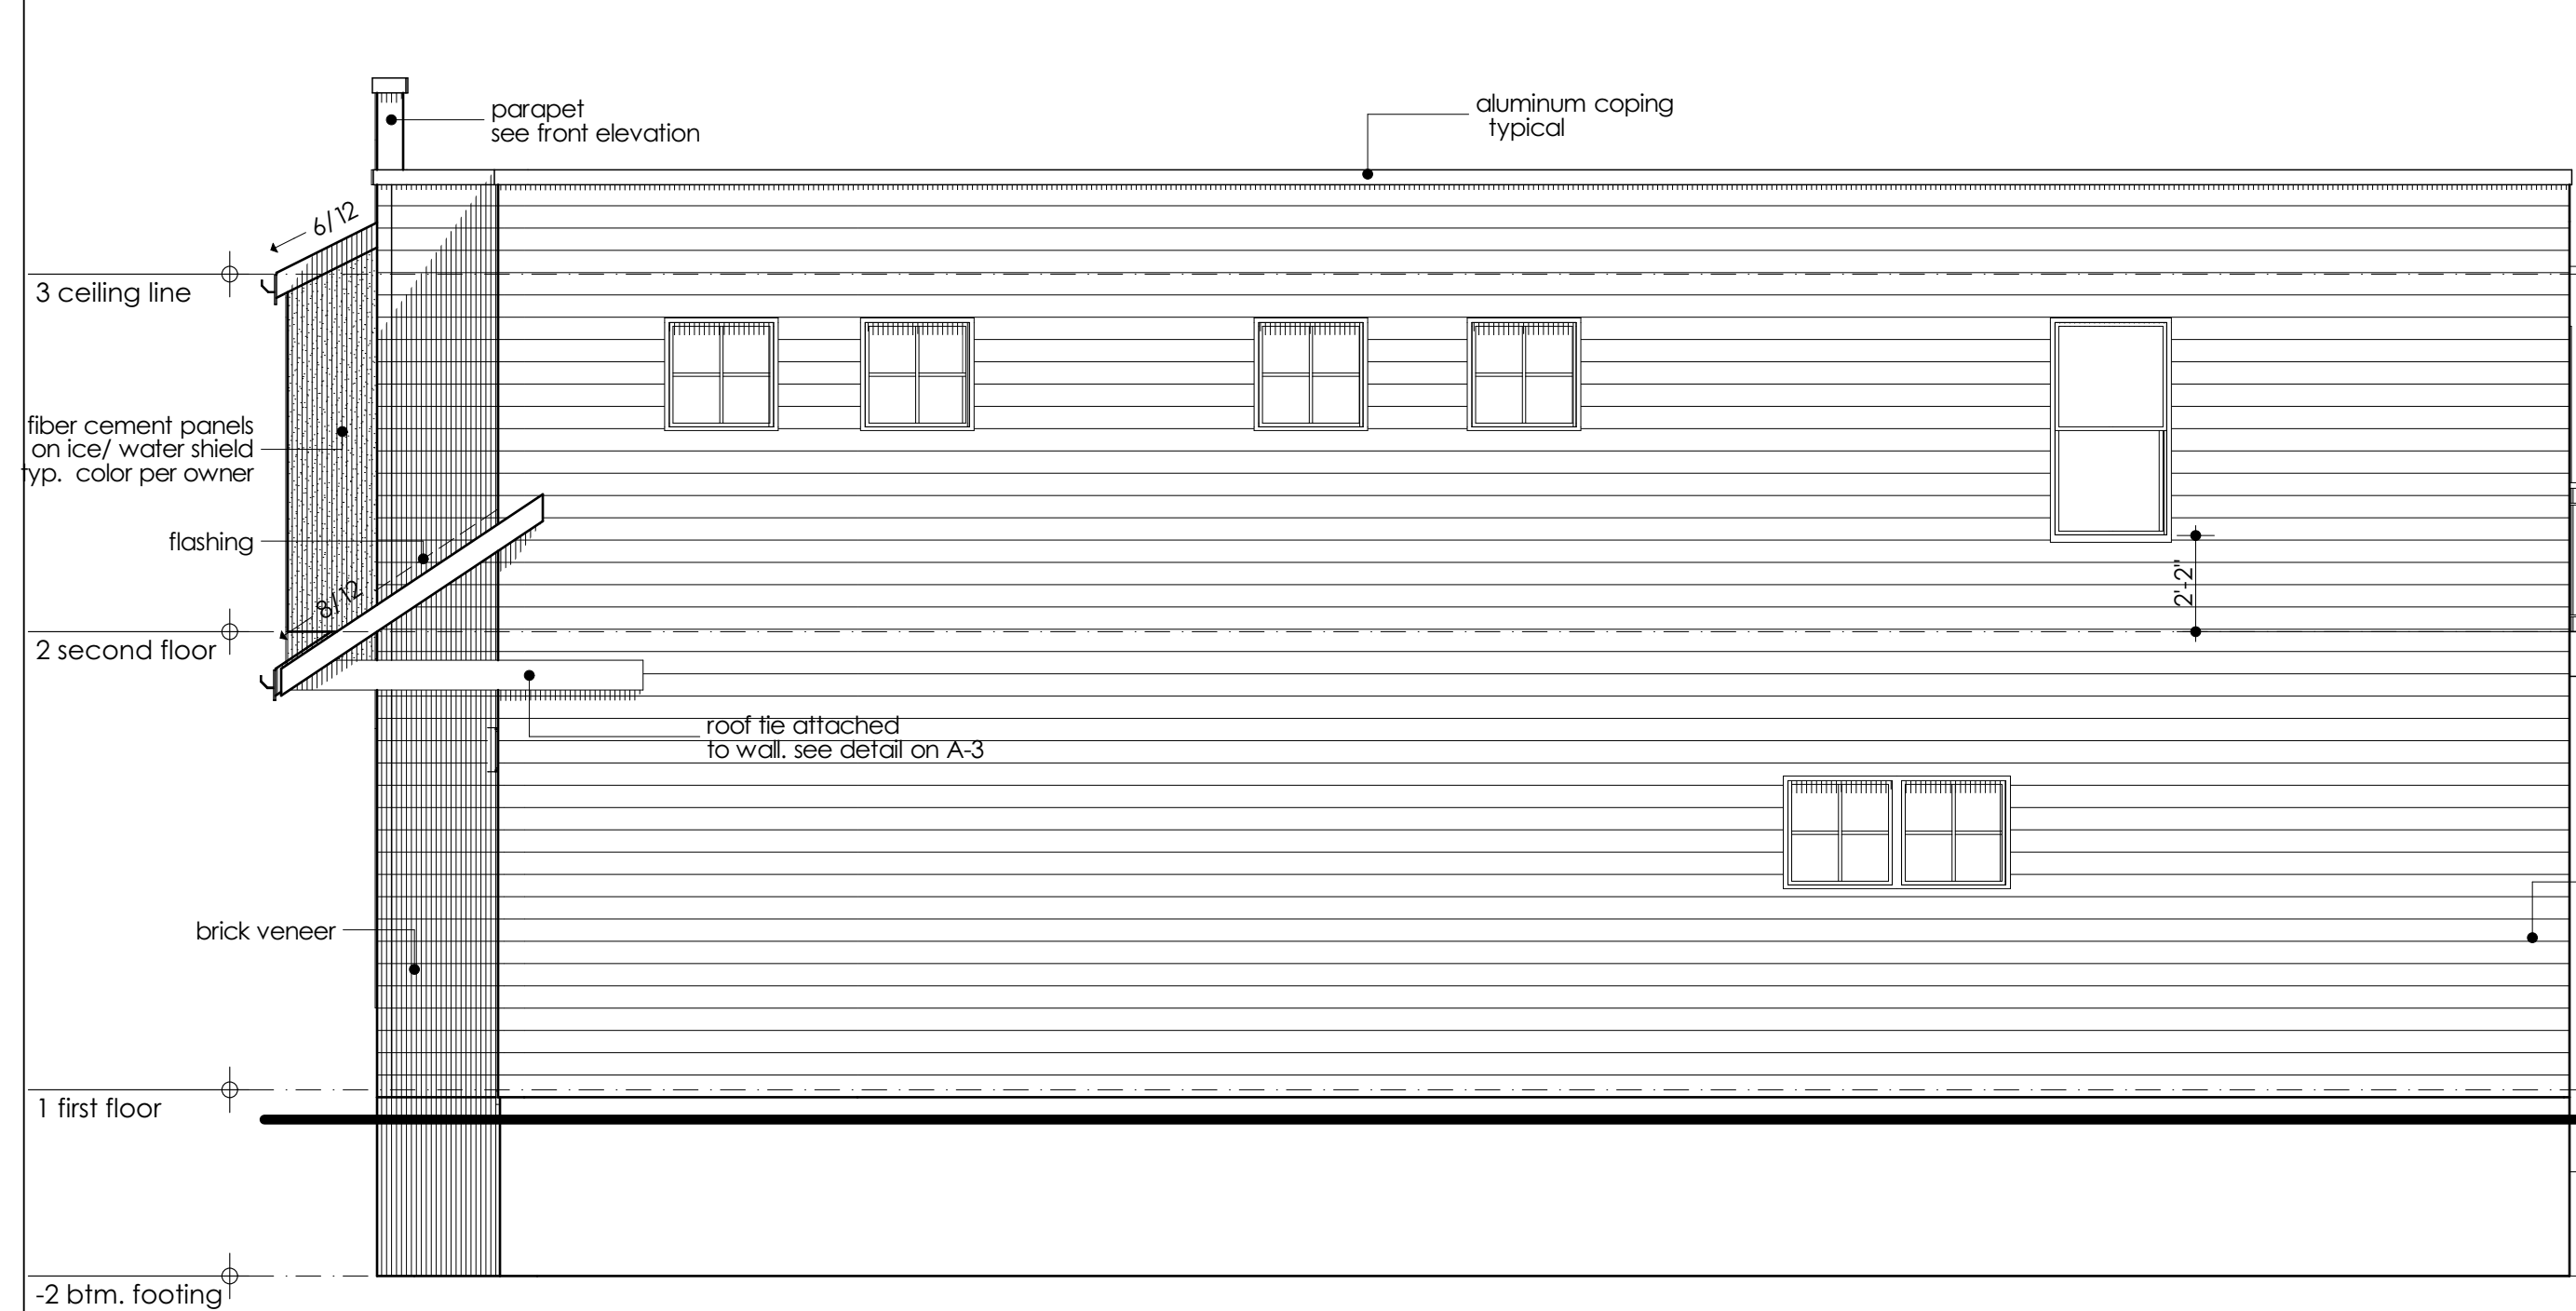 parapet
see front elevation
aluminum coping
typical
6/12
3 ceiling line
fiber cement panels
on ice/ water shield
typ. color per owner
flashing
8/12
2'-2"
2 second floor
roof tie attached
to wall. see detail on A-3
brick veneer
1 first floor
-2 btm. footing